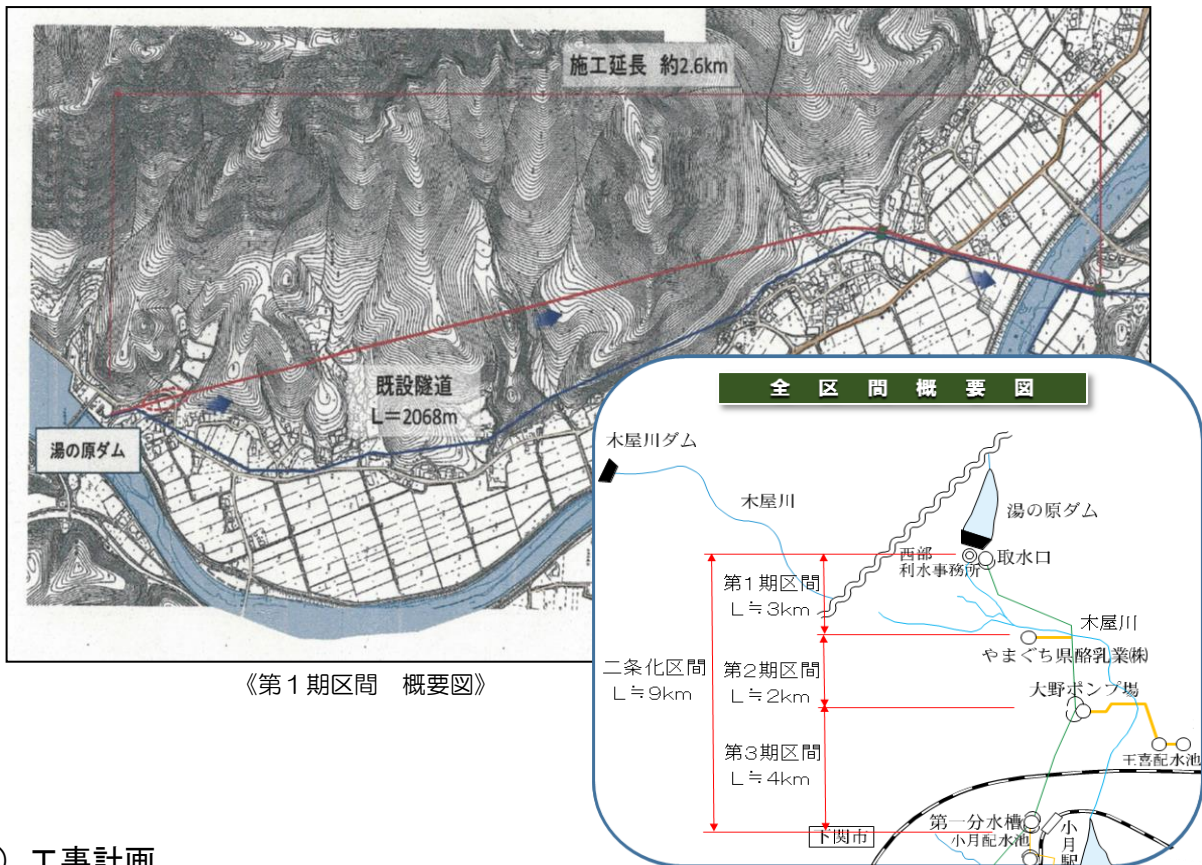 施工延長 約2.6km
既設隧道
L=2068m
湯の原ダム
《第1期区間 概要図》
全区間概要図
木屋川ダム
木屋川
湯の原ダム
西部
利水事務所
取水口
第1期区間
L≒3km
木屋川
やまぐち県酪乳業㈱
二条化区間
L≒9km
第2期区間
L≒2km
大野ポンプ場
王喜配水池
第3期区間
L≒4km
下関市
第一分水槽
小月配水池
小月駅
工事計画